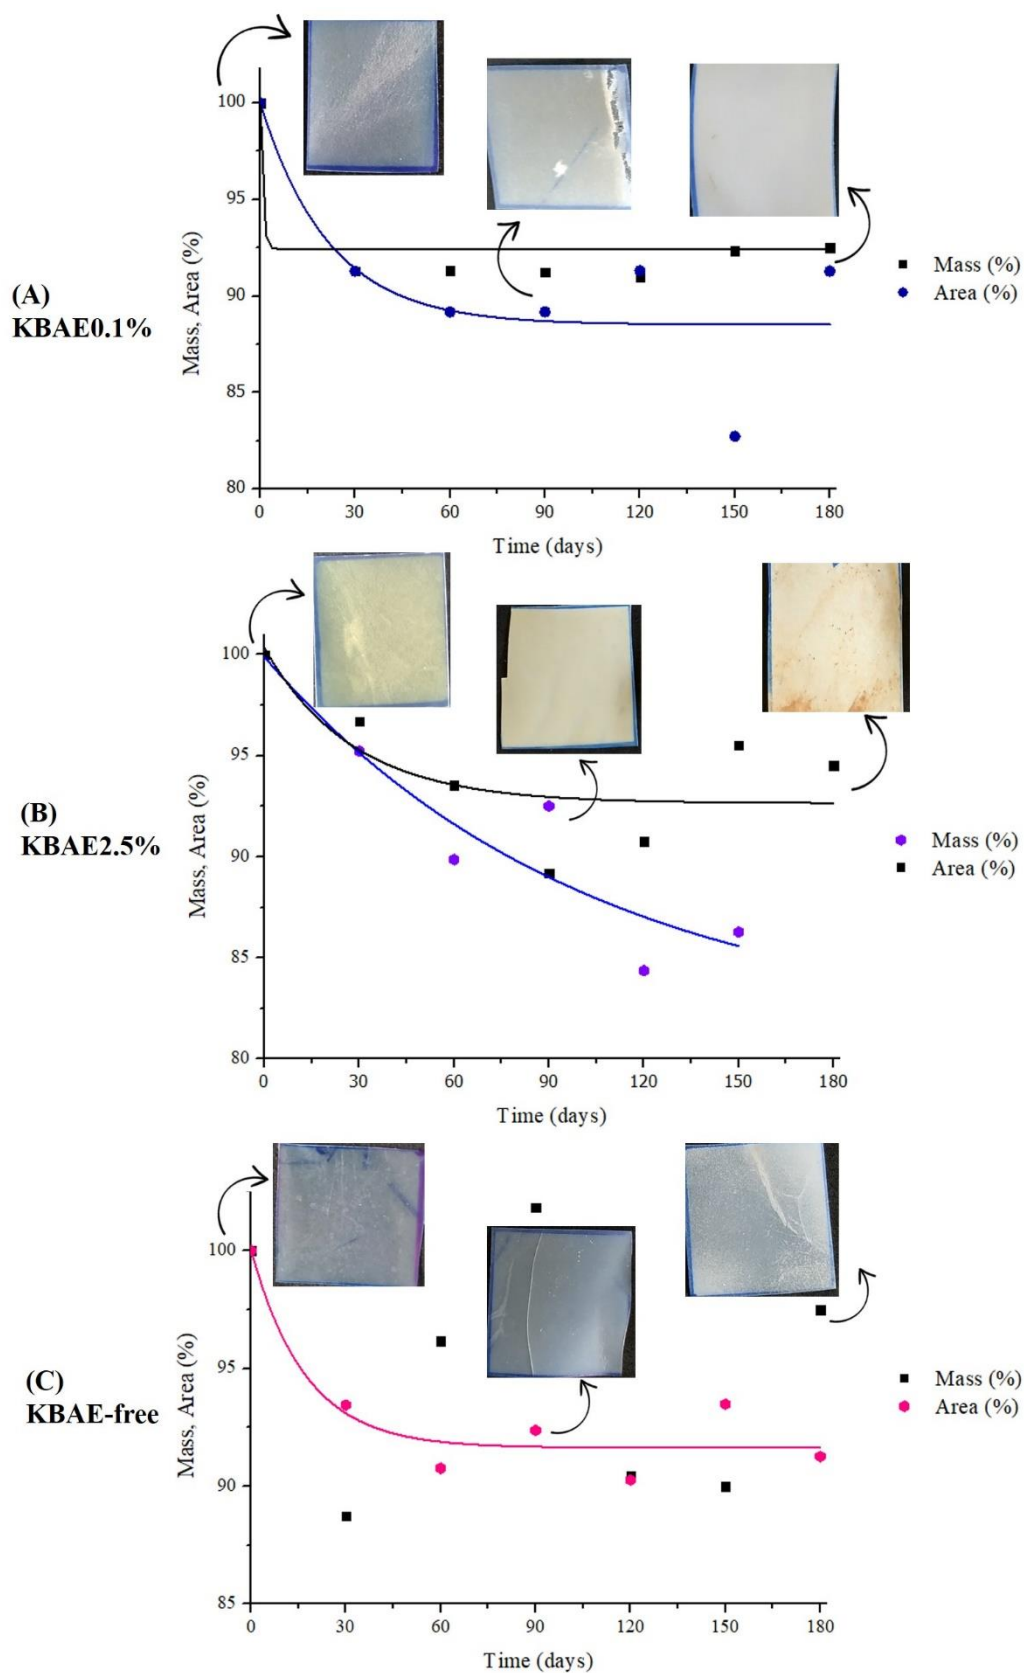 100
95
90
85
80
Mass, Area (%)
0 30 60 90 120 150 180
Time (days)
(A)
KBAE0.1%
Mass (%)
Area (%)
100
95
90
85
80
Mass, Area (%)
0 30 60 90 120 150 180
Time (days)
(B)
KBAE2.5%
Mass (%)
Area (%)
100
95
90
85
Mass, Area (%)
0 30 60 90 120 150 180
Time (days)
(C)
KBAE-free
Mass (%)
Area (%)